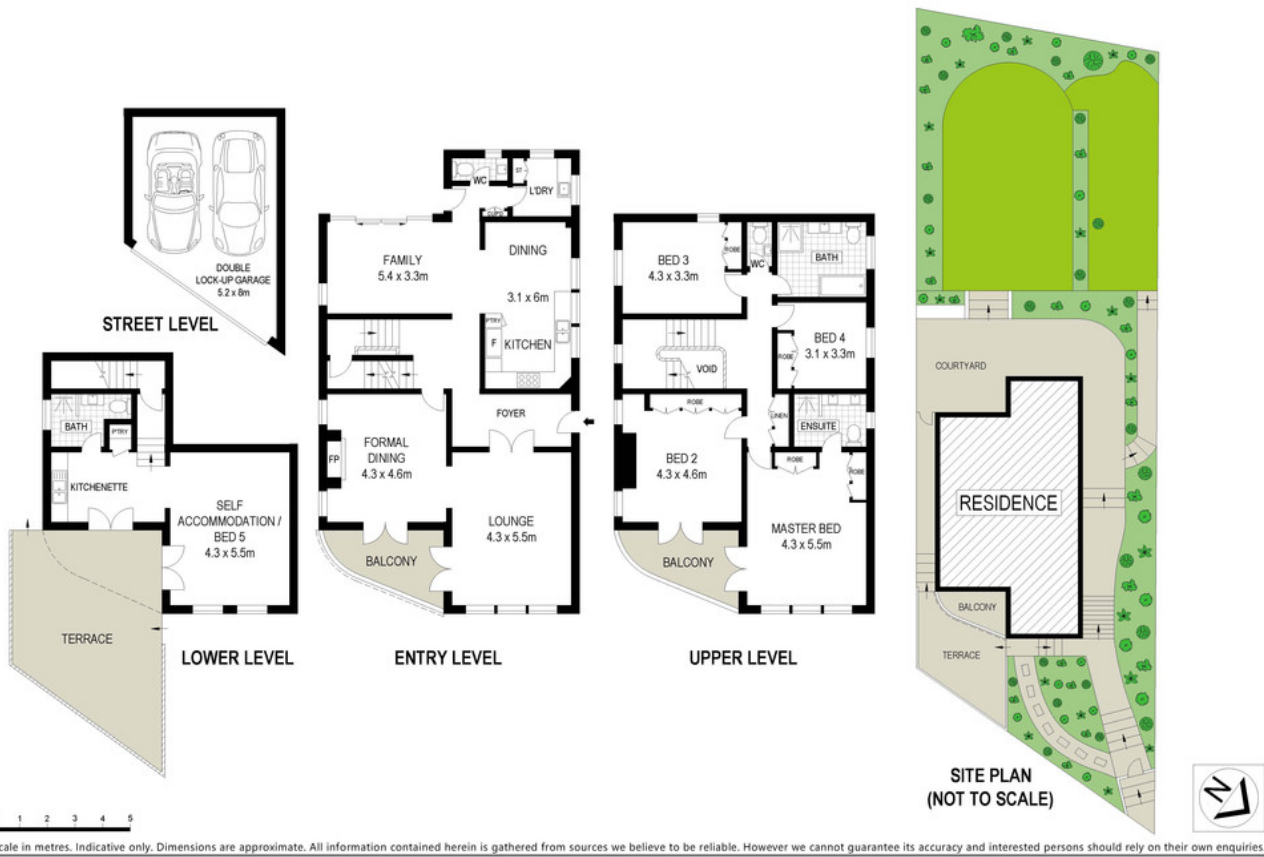 DOUBLE
LOCK-UP GARAGE
5.2 x 8m
STREET LEVEL
BATH
PTRY
KITCHENETTE
SELF
ACCOMMODATION /
BED 5
4.3 x 5.5m
TERRACE
LOWER LEVEL
WC
ST
L'DRY
CUPD
FAMILY
5.4 x 3.3m
DINING
3.1 x 6m
PTRY
F
KITCHEN
FOYER
FP
FORMAL
DINING
4.3 x 4.6m
LOUNGE
4.3 x 5.5m
BALCONY
ENTRY LEVEL
BED 3
4.3 x 3.3m
ROBE
WC
BATH
BED 4
3.1 x 3.3m
ROBE
VOID
ROBE
LINEN
ENSUITE
BED 2
4.3 x 4.6m
ROBE
ROBE
MASTER BED
4.3 x 5.5m
BALCONY
UPPER LEVEL
COURTYARD
RESIDENCE
BALCONY
TERRACE
SITE PLAN
(NOT TO SCALE)
N
1 2 3 4 5
cale in metres. Indicative only. Dimensions are approximate. All information contained herein is gathered from sources we believe to be reliable. However we cannot guarantee its accuracy and interested persons should rely on their own enquiries